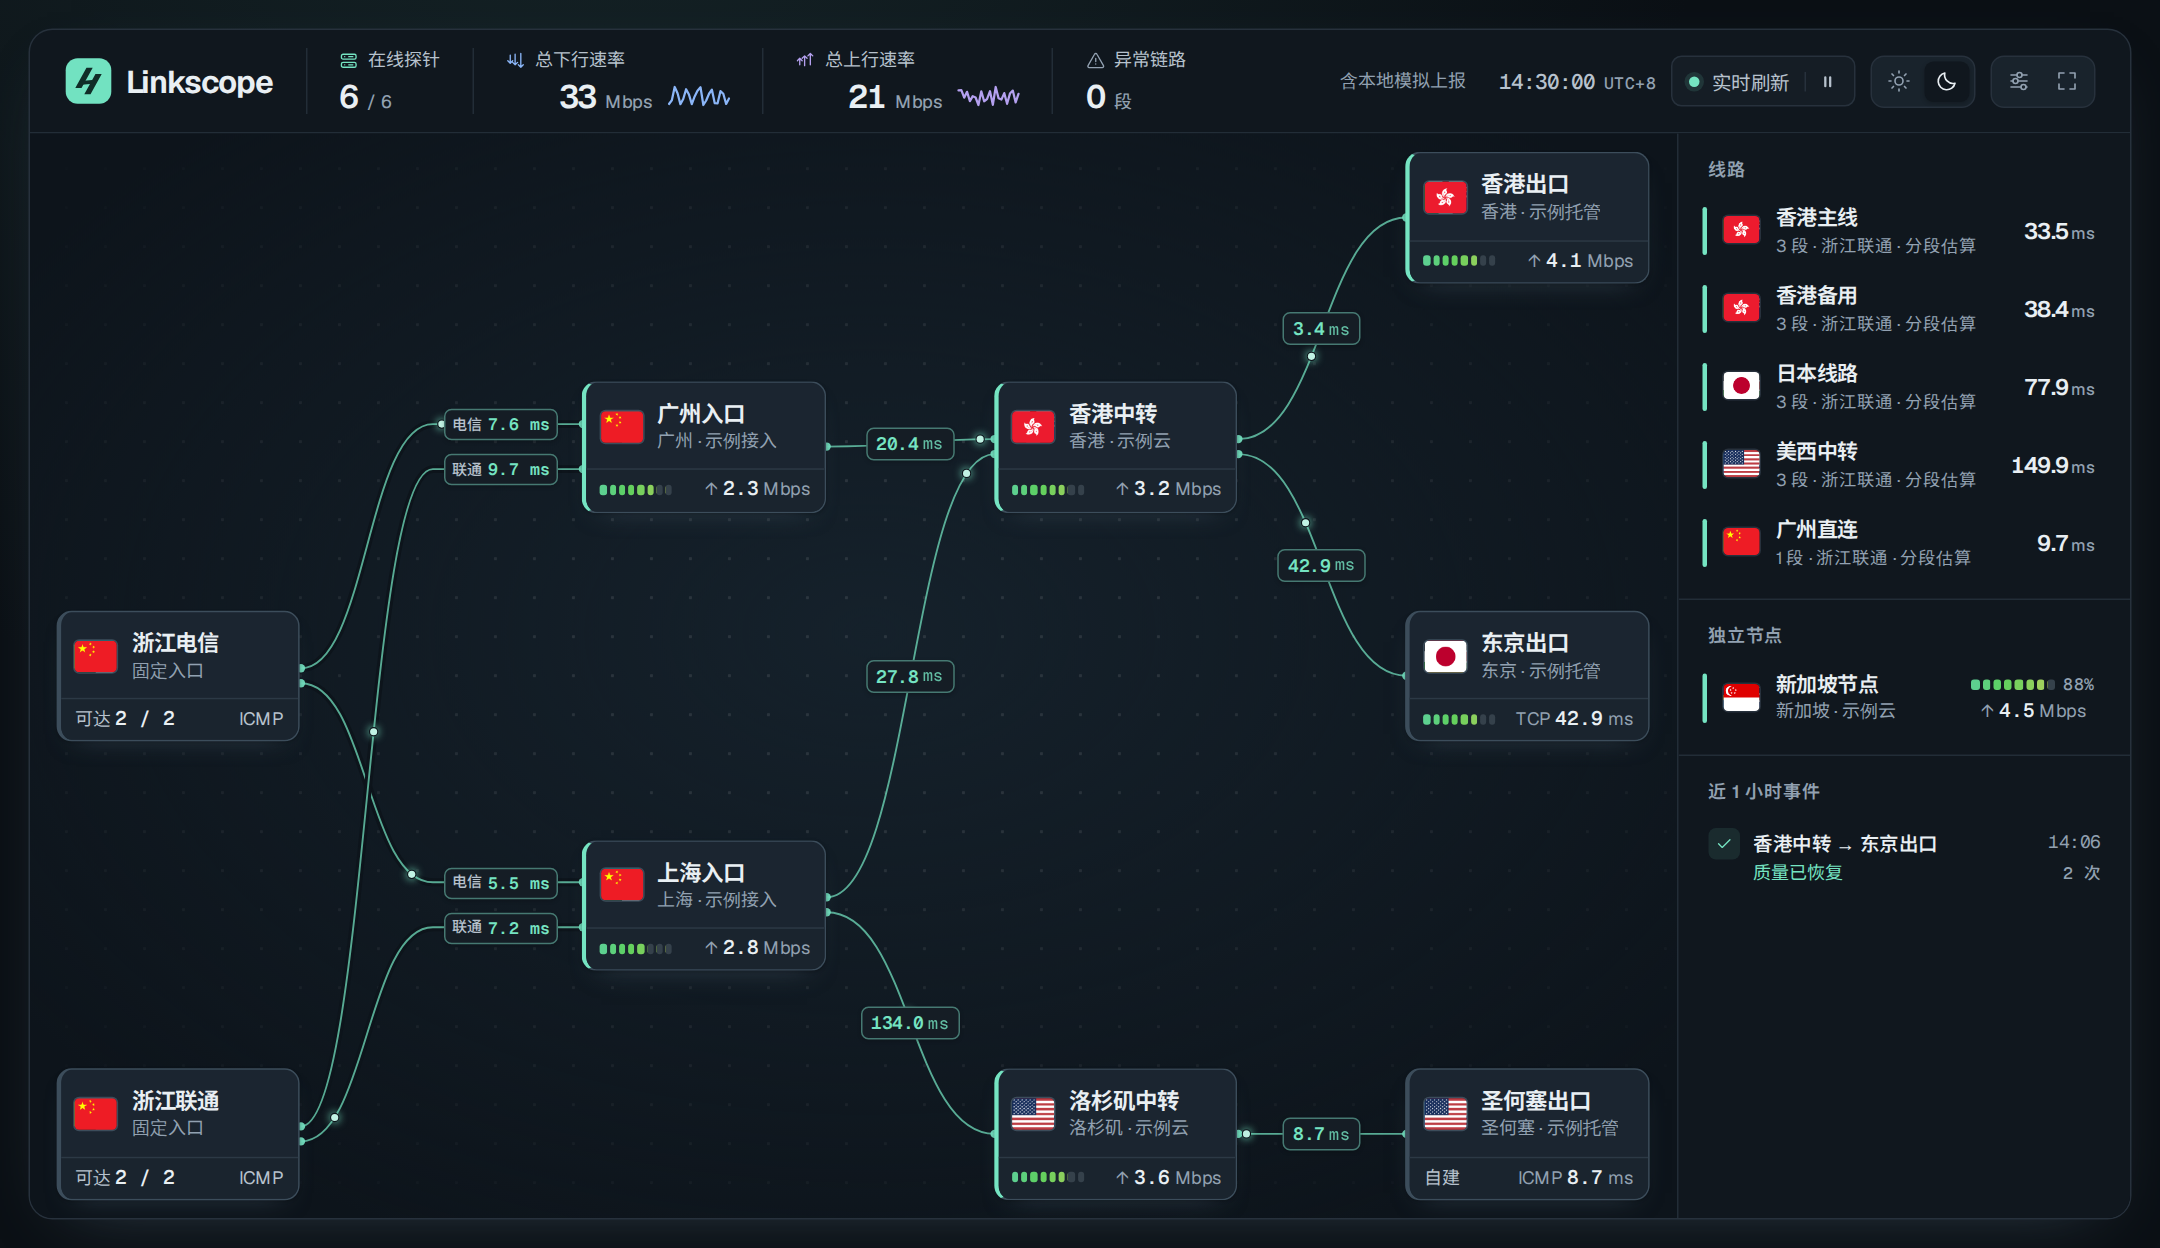 Linkscope
在线探针
6 / 6
总下行速率
33 Mbps
总上行速率
21 Mbps
异常链路
0 段
含本地模拟上报
14:30:00 UTC+8
实时刷新
香港出口
香港 · 示例托管
↑ 4.1 Mbps
3.4 ms
电信 7.6 ms
联通 9.7 ms
广州入口
广州 · 示例接入
↑ 2.3 Mbps
20.4 ms
香港中转
香港 · 示例云
↑ 3.2 Mbps
42.9 ms
浙江电信
固定入口
可达 2 / 2 ICMP
27.8 ms
东京出口
东京 · 示例托管
TCP 42.9 ms
电信 5.5 ms
联通 7.2 ms
上海入口
上海 · 示例接入
↑ 2.8 Mbps
134.0 ms
浙江联通
固定入口
可达 2 / 2 ICMP
洛杉矶中转
洛杉矶 · 示例云
↑ 3.6 Mbps
8.7 ms
圣何塞出口
圣何塞 · 示例托管
自建 ICMP 8.7 ms
线路
香港主线
3 段 · 浙江联通 · 分段估算
33.5 ms
香港备用
3 段 · 浙江联通 · 分段估算
38.4 ms
日本线路
3 段 · 浙江联通 · 分段估算
77.9 ms
美西中转
3 段 · 浙江联通 · 分段估算
149.9 ms
广州直连
1 段 · 浙江联通 · 分段估算
9.7 ms
独立节点
新加坡节点
88%
新加坡 · 示例云
↑ 4.5 Mbps
近 1 小时事件
香港中转 → 东京出口
14:06
质量已恢复
2 次